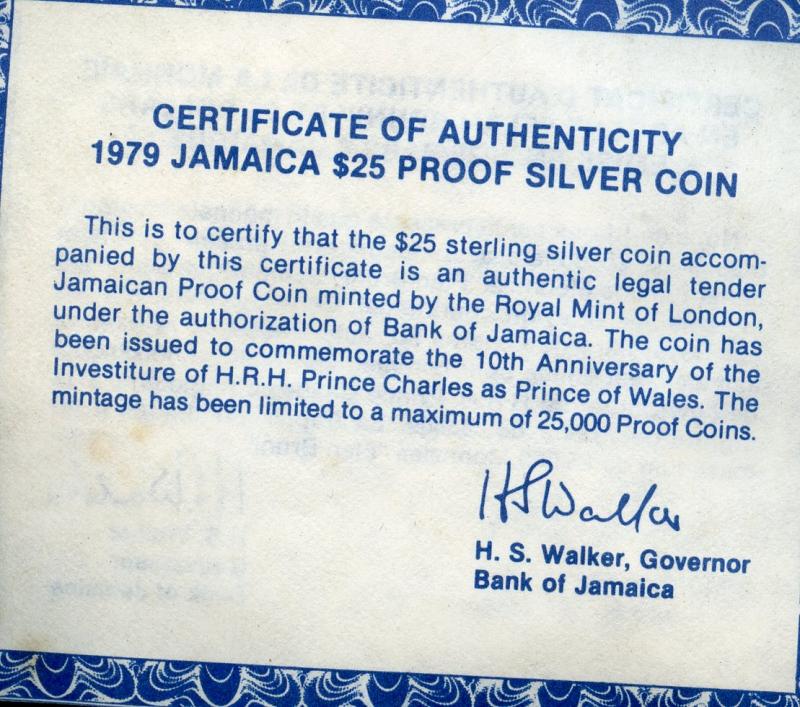 CERTIFICATE OF AUTHENTICITY
1979 JAMAICA $25 PROOF SILVER COIN
This is to certify that the $25 sterling silver coin accom-
panied by this certificate is an authentic legal tender
Jamaican Proof Coin minted by the Royal Mint of London,
under the authorization of Bank of Jamaica. The coin has
been issued to commemorate the 10th Anniversary of the
Investiture of H.R.H. Prince Charles as Prince of Wales. The
mintage has been limited to a maximum of 25,000 Proof Coins.
HSWalker
H. S. Walker, Governor
Bank of Jamaica